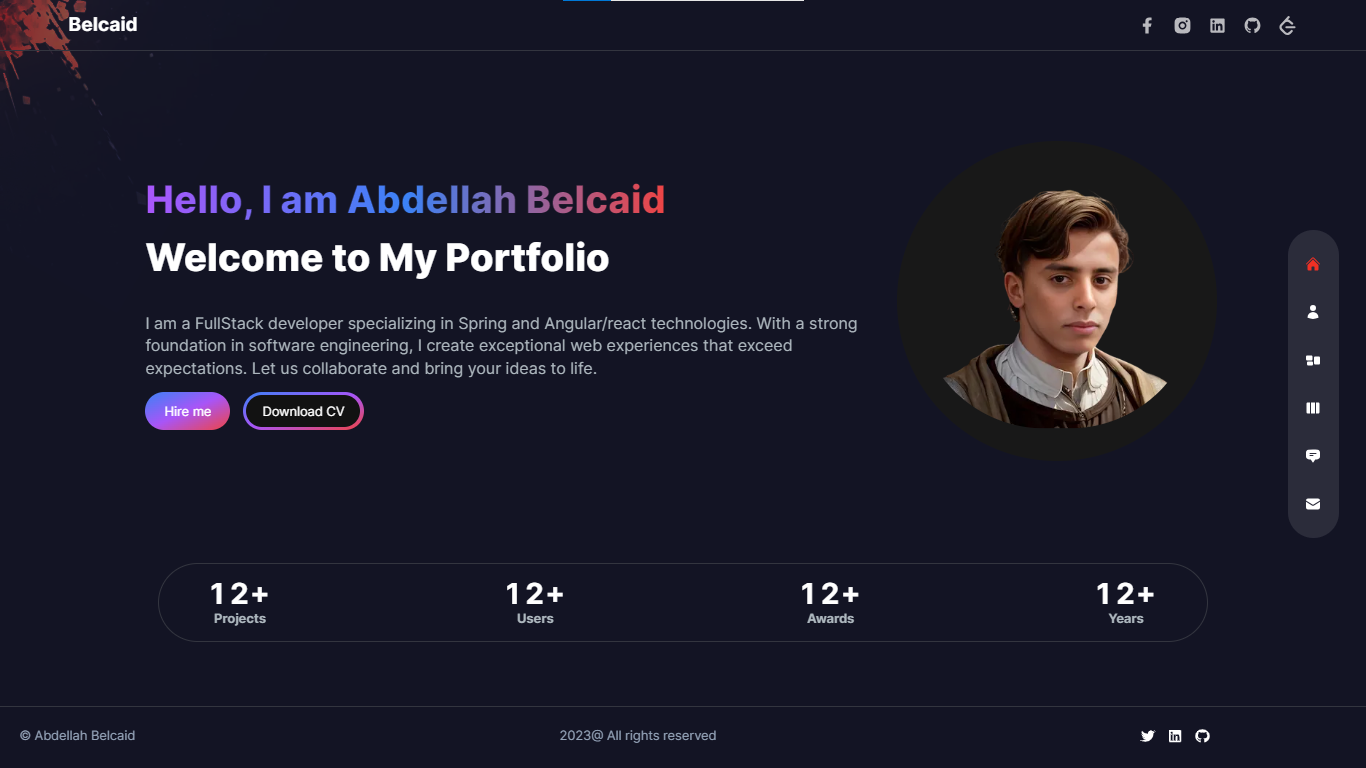 Belcaid
Hello, I am Abdellah Belcaid
Welcome to My Portfolio
I am a FullStack developer specializing in Spring and Angular/react technologies. With a strong
foundation in software engineering, I create exceptional web experiences that exceed
expectations. Let us collaborate and bring your ideas to life.
Hire me
Download CV
12+
Projects
12+
Users
12+
Awards
12+
Years
© Abdellah Belcaid
2023@ All rights reserved